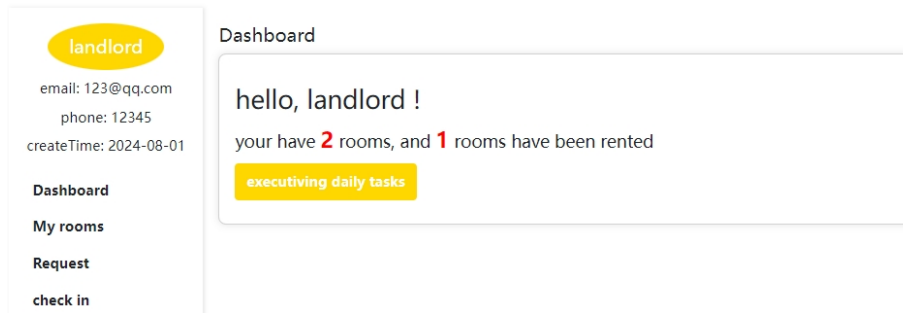 landlord
email: 123@qq.com
phone: 12345
createTime: 2024-08-01
Dashboard
My rooms
Request
check in
Dashboard
hello, landlord !
your have 2 rooms, and 1 rooms have been rented
executiving daily tasks